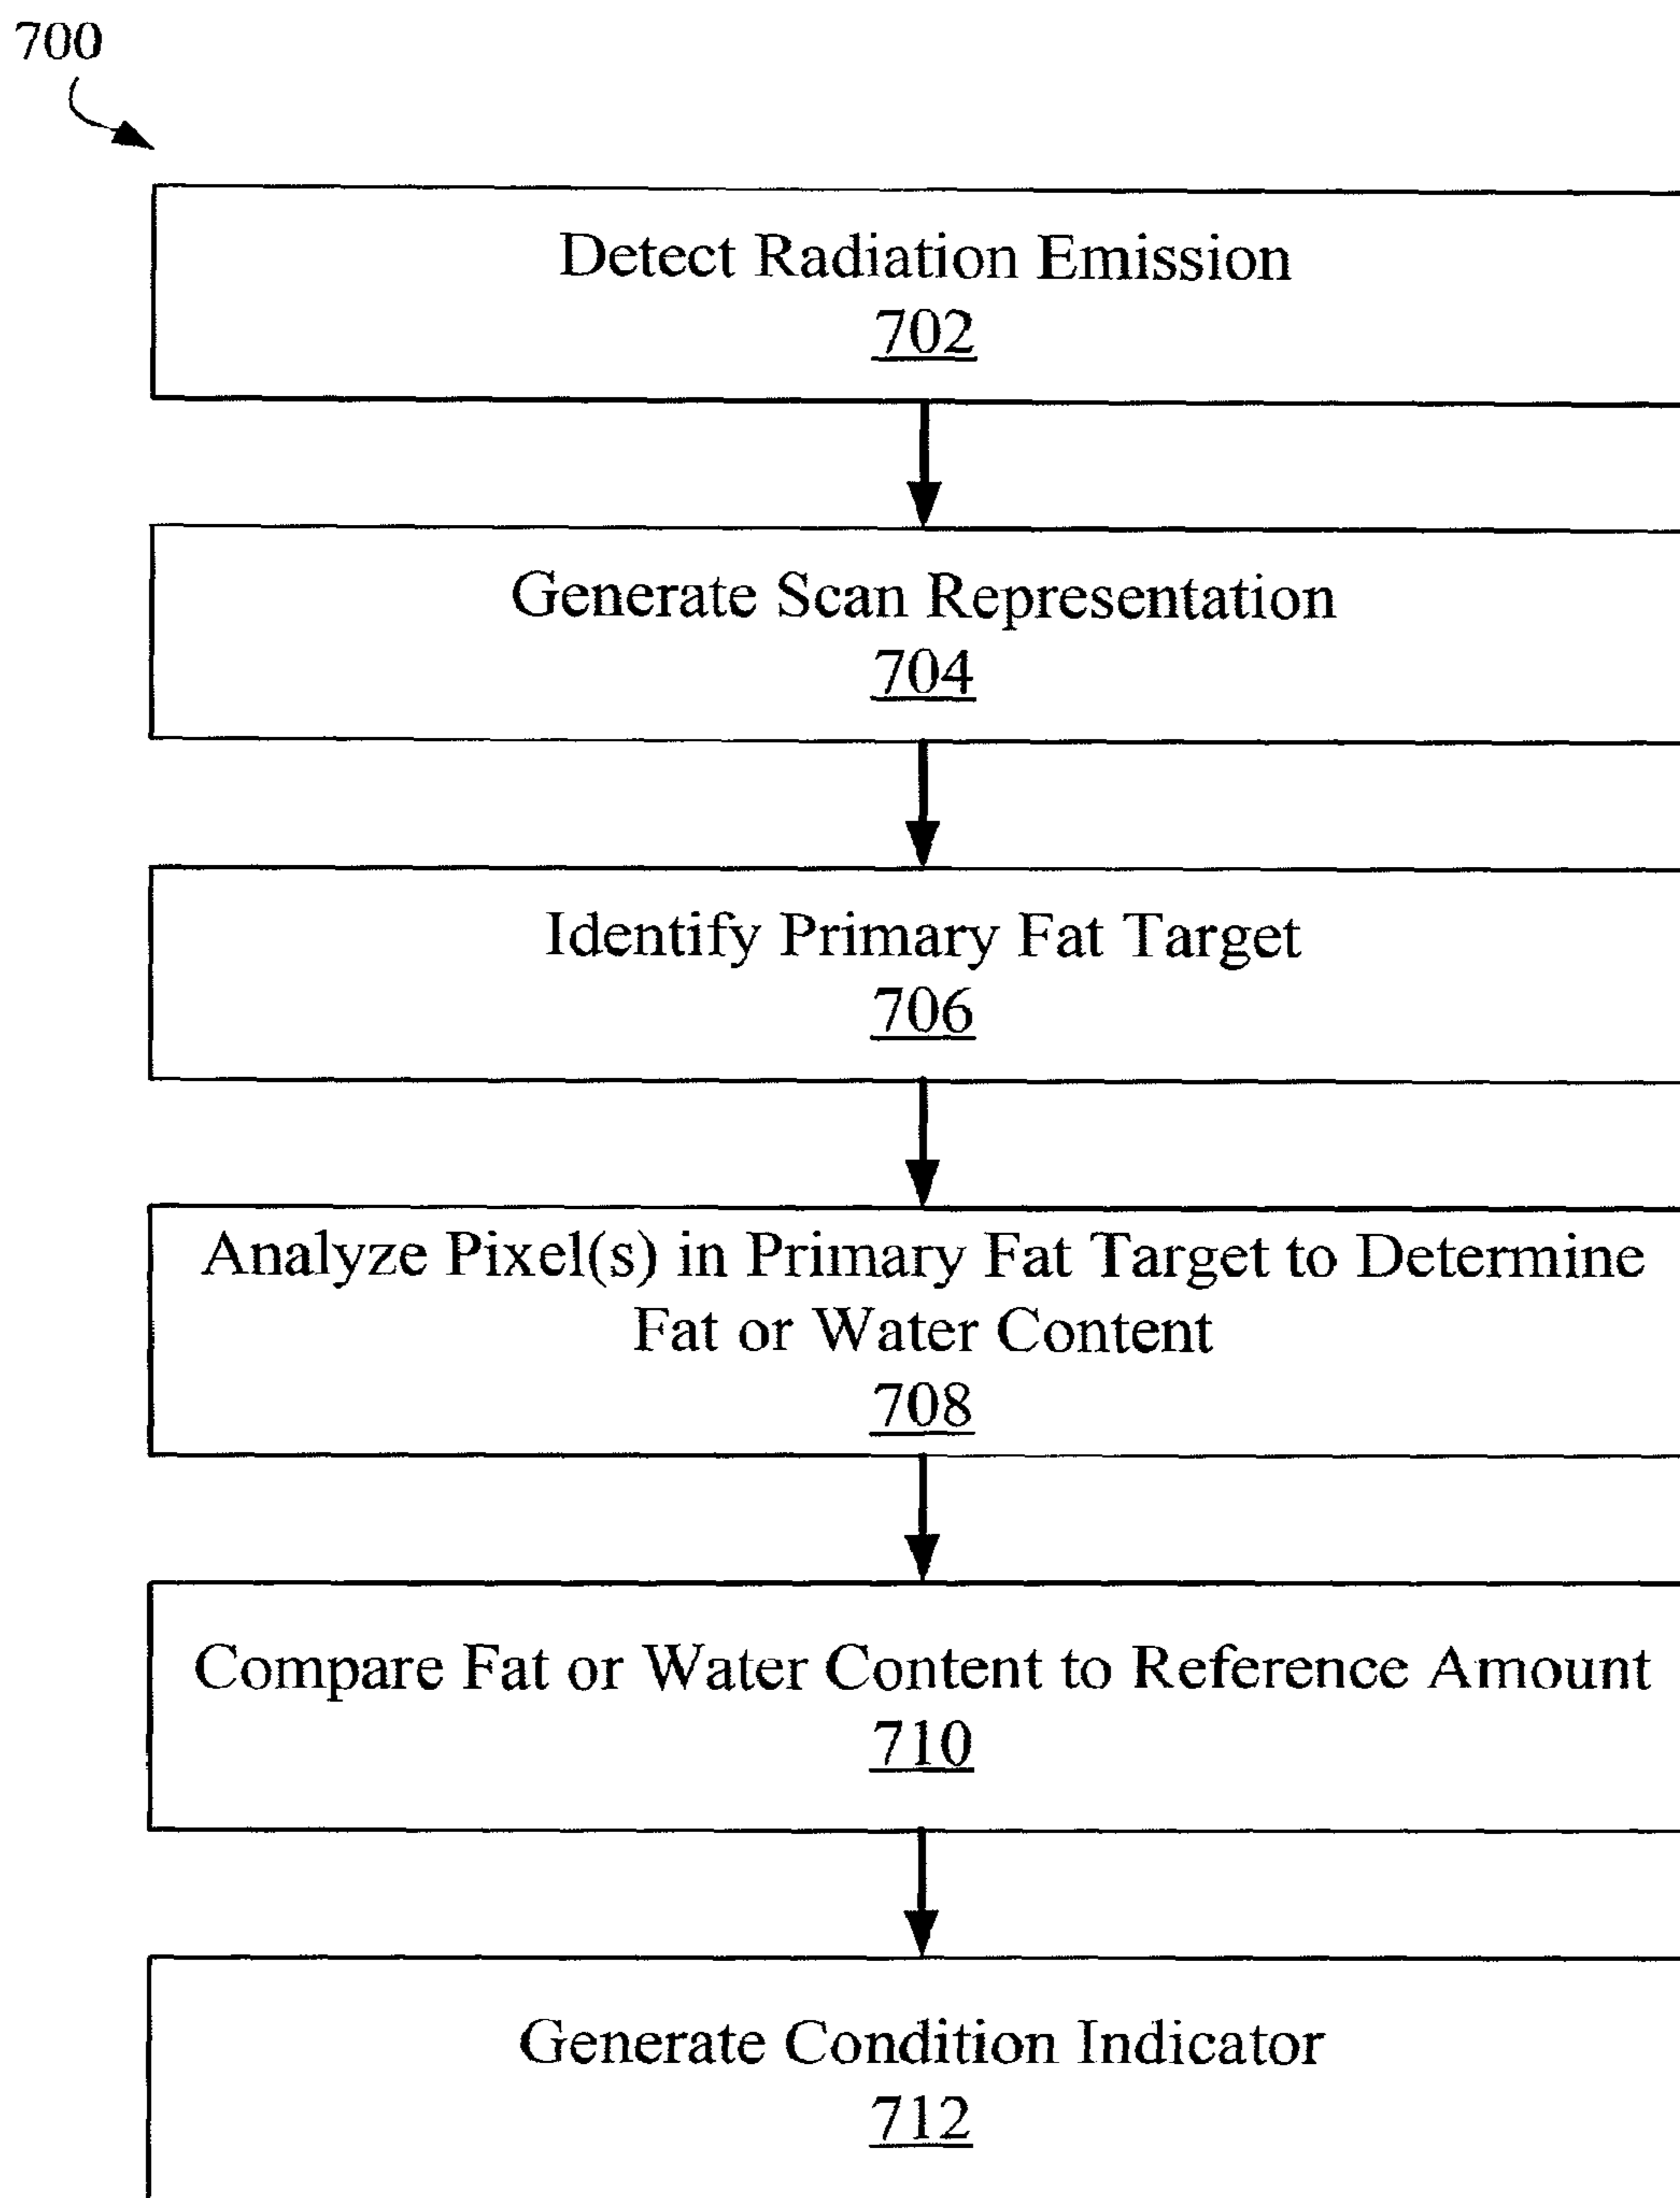 700
Detect Radiation Emission
702
Generate Scan Representation
704
Identify Primary Fat Target
706
Analyze Pixel(s) in Primary Fat Target to Determine
Fat or Water Content
708
Compare Fat or Water Content to Reference Amount
710
Generate Condition Indicator
712